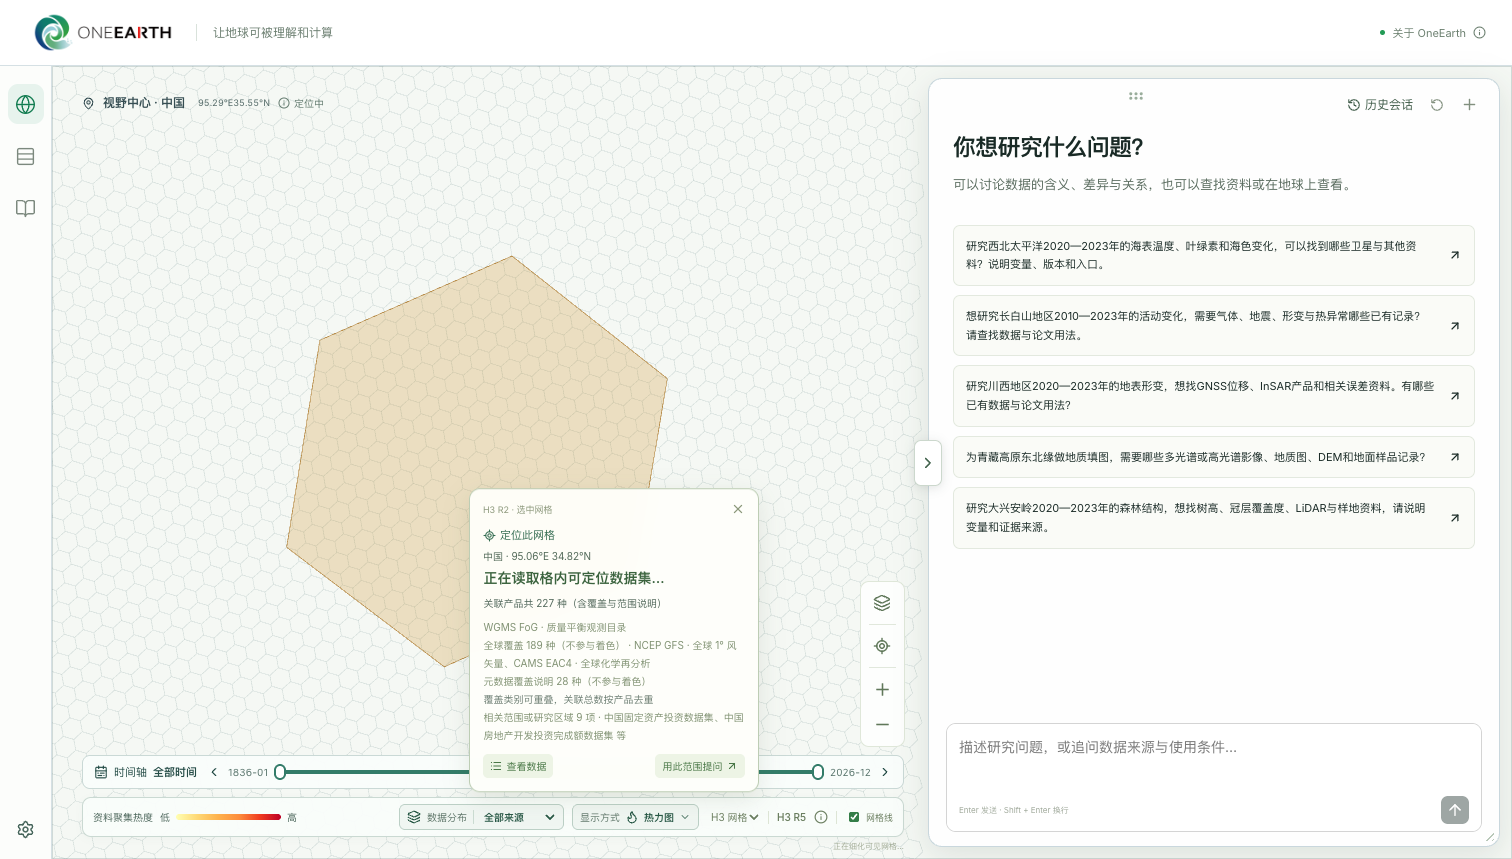 ONEEARTH
让地球可被理解和计算
关于 OneEarth
视野中心 · 中国 95.29°E35.55°N 定位中
历史会话
你想研究什么问题?
可以讨论数据的含义、差异与关系，也可以查找资料或在地球上查看。
研究西北太平洋2020—2023年的海表温度、叶绿素和海色变化，可以找到哪些卫星与其他资
料？说明变量、版本和入口。
想研究长白山地区2010—2023年的活动变化，需要气体、地震、形变与热异常哪些已有记录?
请查找数据与论文用法。
研究川西地区2020—2023年的地表形变，想找GNSS位移、InSAR产品和相关误差资料。有哪些
已有数据与论文用法?
为青藏高原东北缘做地质填图，需要哪些多光谱或高光谱影像、地质图、DEM和地面样品记录?
研究大兴安岭2020—2023年的森林结构，想找树高、冠层覆盖度、LiDAR与样地资料，请说明
变量和证据来源。
H3 R2 · 选中网格
定位此网格
中国 · 95.06°E 34.82°N
正在读取格内可定位数据集...
关联产品共 227 种（含覆盖与范围说明）
WGMS FoG · 质量平衡观测目录
全球覆盖 189 种（不参与着色） · NCEP GFS · 全球 1° 风
矢量、CAMS EAC4 · 全球化学再分析
元数据覆盖说明 28 种（不参与着色）
覆盖类别可重叠，关联总数按产品去重
相关范围或研究区域 9 项 · 中国固定资产投资数据集、中国
房地产开发投资完成额数据集 等
查看数据
用此范围提问
时间轴 全部时间 1836-01
2026-12
资料聚集热度 低 高
数据分布 全部来源
显示方式 热力图
H3 网格
H3 R5
网格线
正在细化可见网格...
描述研究问题，或追问数据来源与使用条件...
Enter 发送 · Shift + Enter 换行